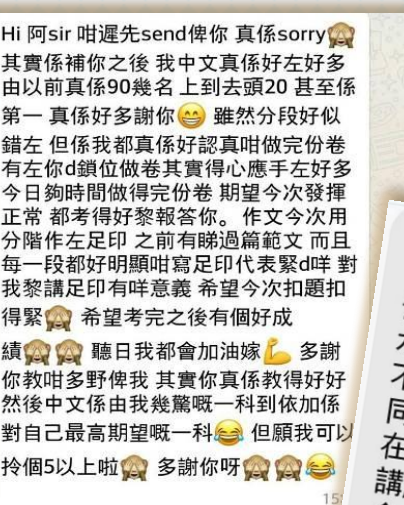 Hi 阿sir 咁遲先send俾你 真係sorry🙈
其實係補你之後 我中文真係好左好多
由以前真係90幾名 上到去頭20 甚至係
第一 真係好多謝你😁 雖然分段好似
錯左 但係我都真係好認真咁做完份卷
有左你d鎖位做卷其實得心應手左好多
今日夠時間做得完份卷 期望今次發揮
正常 都考得好黎報答你。 作文今次用
分階作左足印 之前有睇過篇範文 而且
每一段都好明顯咁寫足印代表緊d咩 對
我黎講足印有咩意義 希望今次扣題扣
得緊🙈 希望考完之後有個好成
績🙈🙈 聽日我都會加油嫁💪 多謝
你教咁多野俾我 其實你真係教得好好
然後中文係由我幾驚嘅一科到依加係
對自己最高期望嘅一科😂 但願我可以
拎個5以上啦🙈 多謝你呀🙈🙈😂
15
不
同
在
講